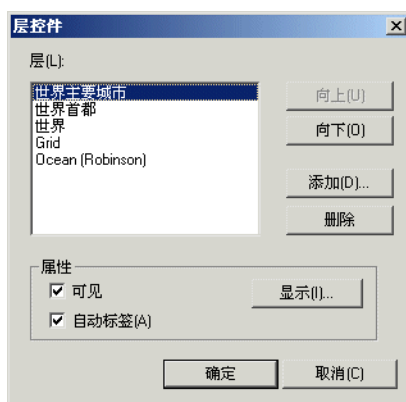 层控件
层(L):
世界主要城市
世界首都
世界
Grid
Ocean (Robinson)
向上(U)
向下(O)
添加(D)...
删除
属性
可见
显示(I)...
自动标签(A)
确定
取消(C)